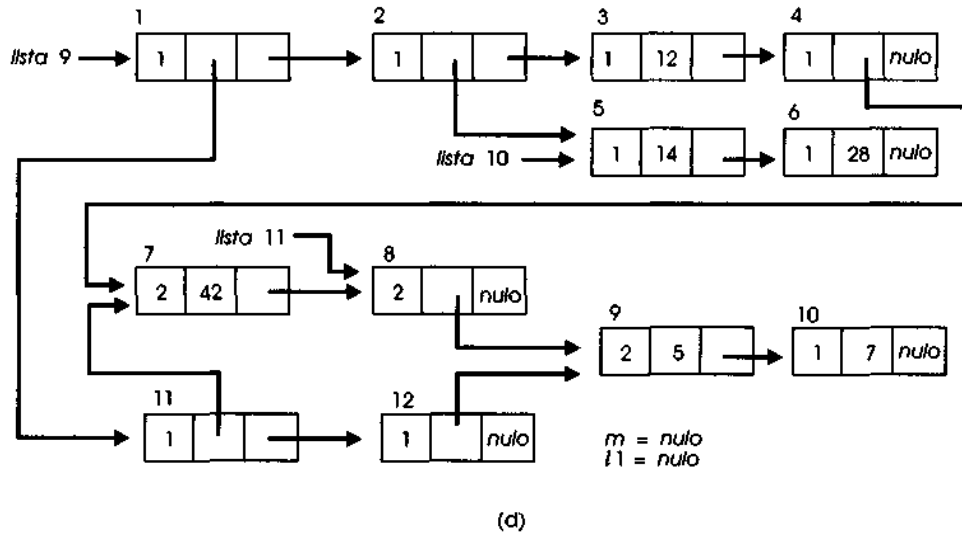 1 2 3 4
lista 9 1 1 1 12 1 nulo
5 6
lista 10 1 14 1 28 nulo
lista 11
7 8
2 42 2 nulo
9 10
2 5 1 7 nulo
11 12
1 1 nulo
m = nulo
l1 = nulo
(d)